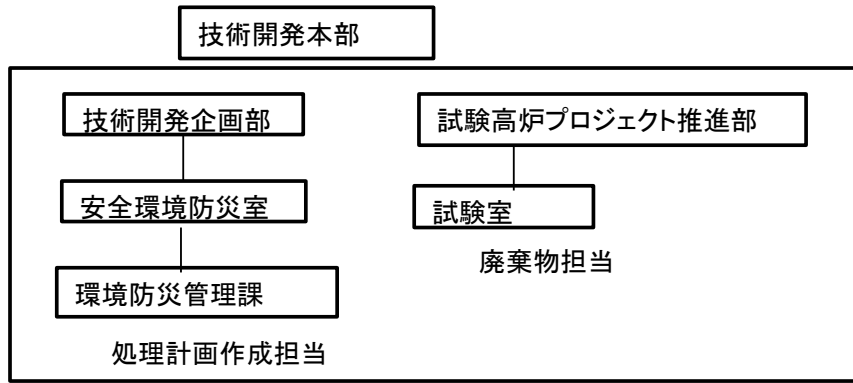 技術開発本部
技術開発企画部
試験高炉プロジェクト推進部
安全環境防災室
試験室
廃棄物担当
環境防災管理課
処理計画作成担当